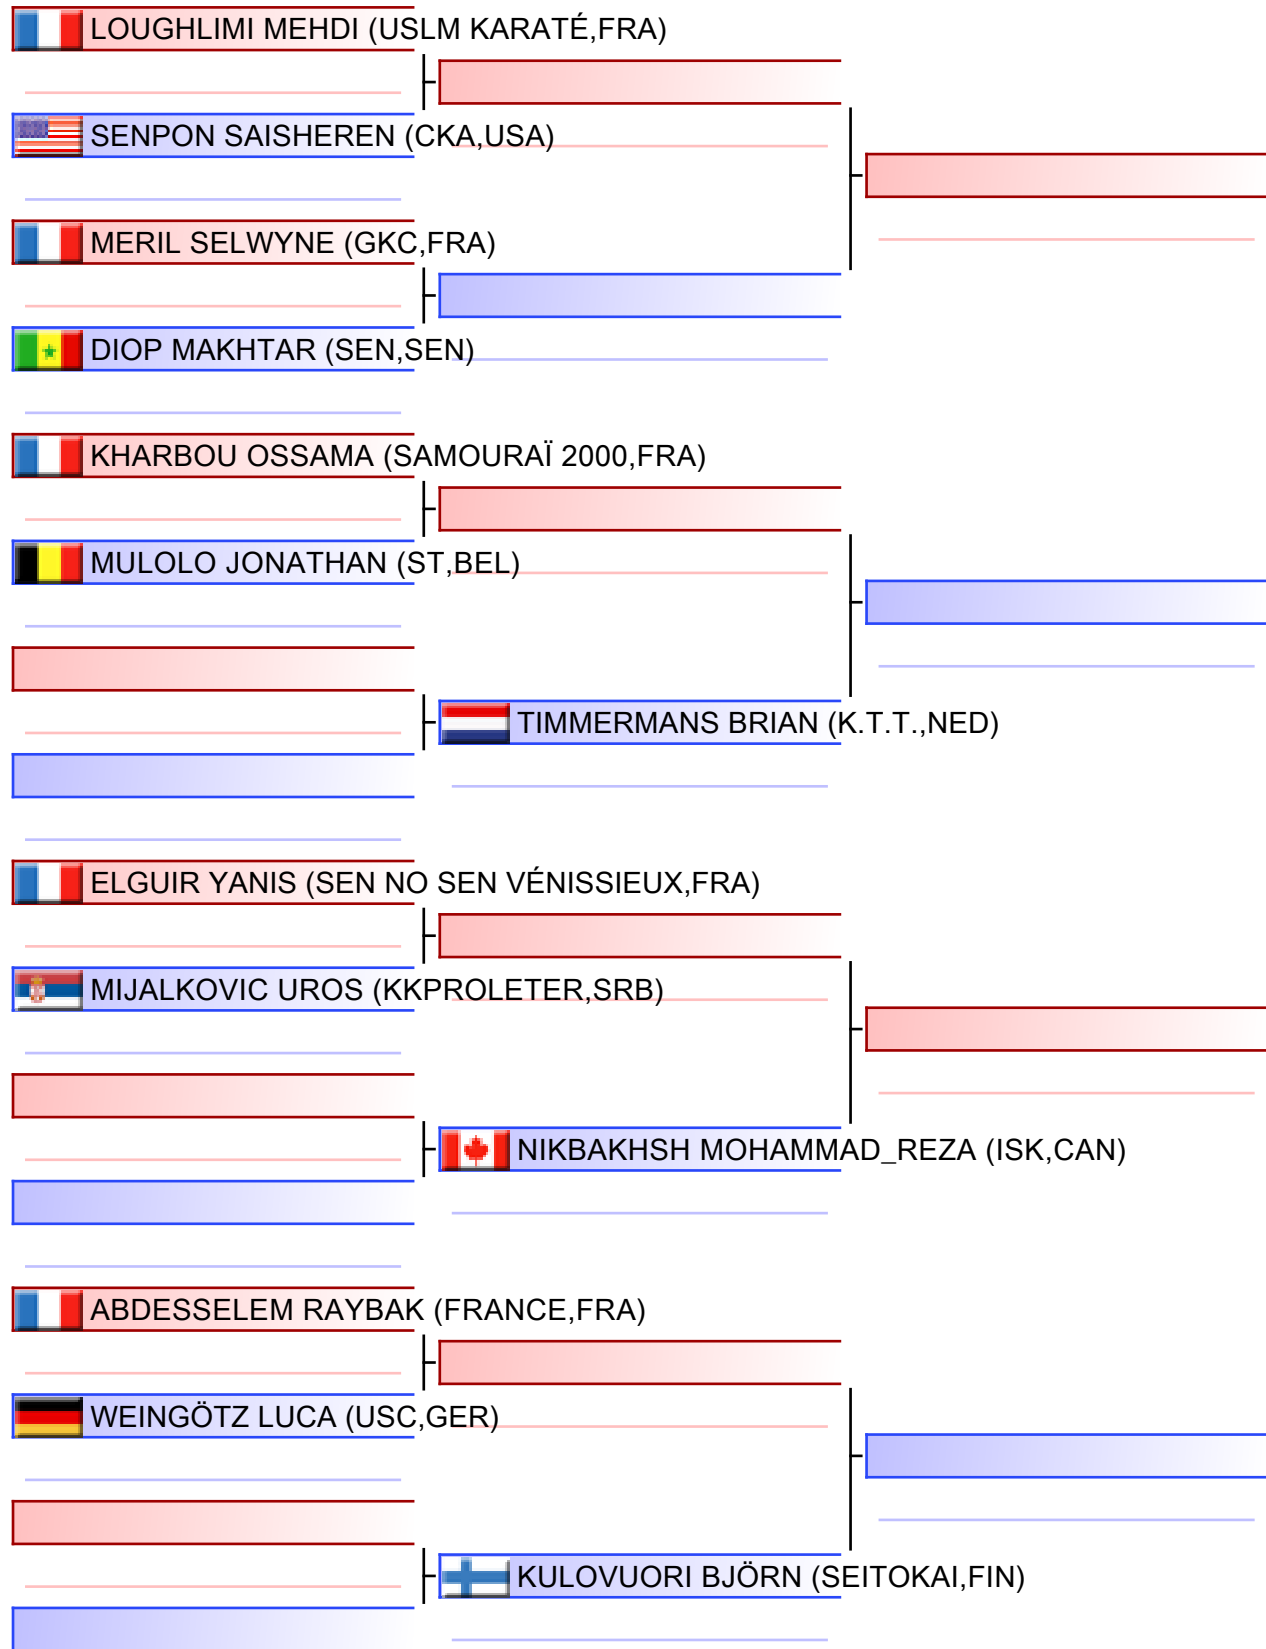 LOUGHLIMI MEHDI (USLM KARATÉ,FRA)
SENPON SAISHEREN (CKA,USA)
MERIL SELWYNE (GKC,FRA)
DIOP MAKHTAR (SEN,SEN)
KHARBOU OSSAMA (SAMOURAÏ 2000,FRA)
MULOLO JONATHAN (ST,BEL)
TIMMERMANS BRIAN (K.T.T.,NED)
ELGUIR YANIS (SEN NO SEN VÉNISSIEUX,FRA)
MIJALKOVIC UROS (KKPROLETER,SRB)
NIKBAKHSH MOHAMMAD_REZA (ISK,CAN)
ABDESSELEM RAYBAK (FRANCE,FRA)
WEINGÖTZ LUCA (USC,GER)
KULOVUORI BJÖRN (SEITOKAI,FIN)